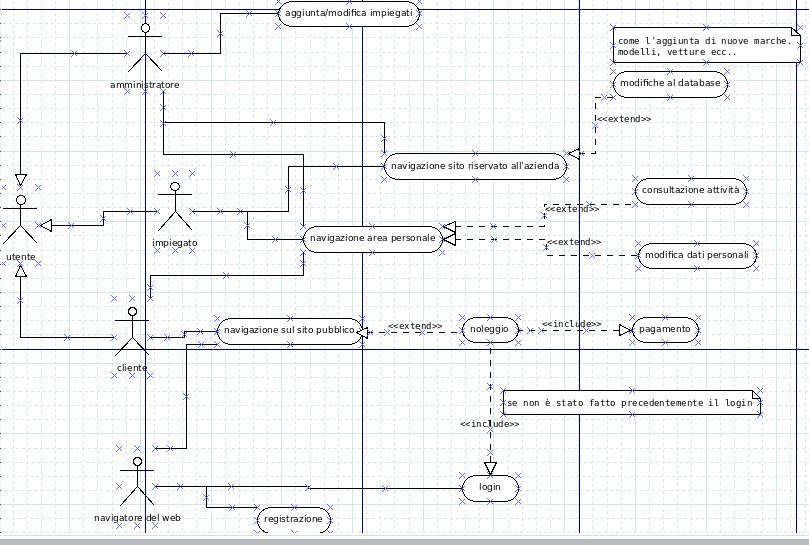 aggiunta/modifica impiegati
come l'aggiunta di nuove marche.
modelli, vetture ecc..
amministratore
modifiche al database
<<extend>>
navigazione sito riservato all'azienda
consultazione attività
<<extend>>
impiegato
navigazione area personale
<<extend>>
utente
modifica dati personali
navigazione sul sito pubblico
<<extend>>
noleggio
<<include>>
pagamento
cliente
se non è stato fatto precedentemente il login
<<include>>
login
navigatore del web
registrazione